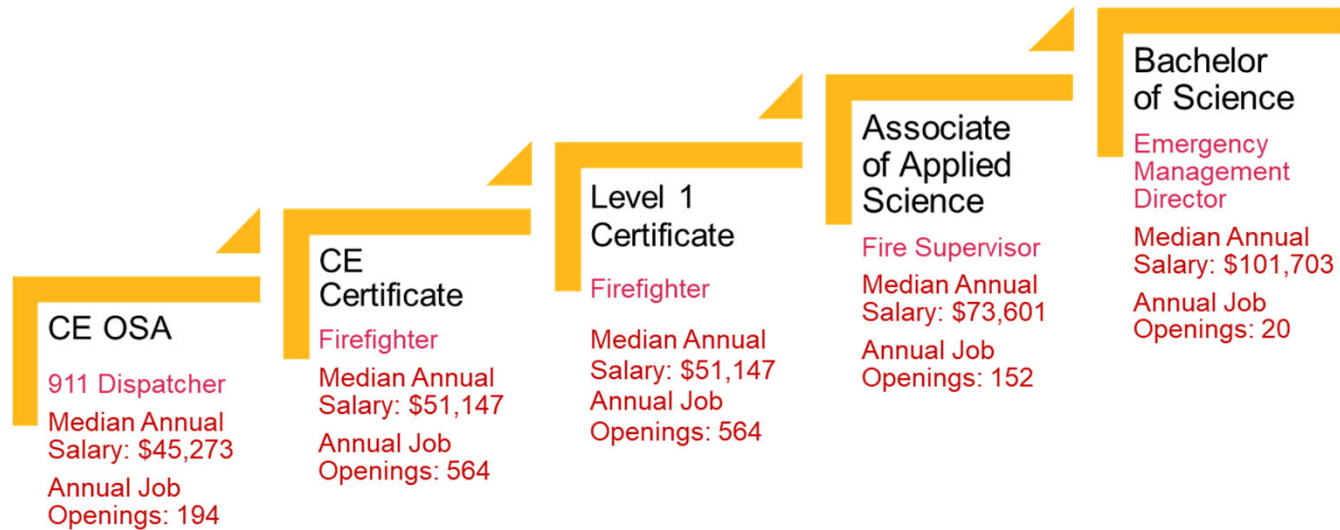 CE OSA
911 Dispatcher
Median Annual
Salary: $45,273
Annual Job
Openings: 194
CE
Certificate
Firefighter
Median Annual
Salary: $51,147
Annual Job
Openings: 564
Level 1
Certificate
Firefighter
Median Annual
Salary: $51,147
Annual Job
Openings: 564
Associate
of Applied
Science
Fire Supervisor
Median Annual
Salary: $73,601
Annual Job
Openings: 152
Bachelor
of Science
Emergency
Management
Director
Median Annual
Salary: $101,703
Annual Job
Openings: 20